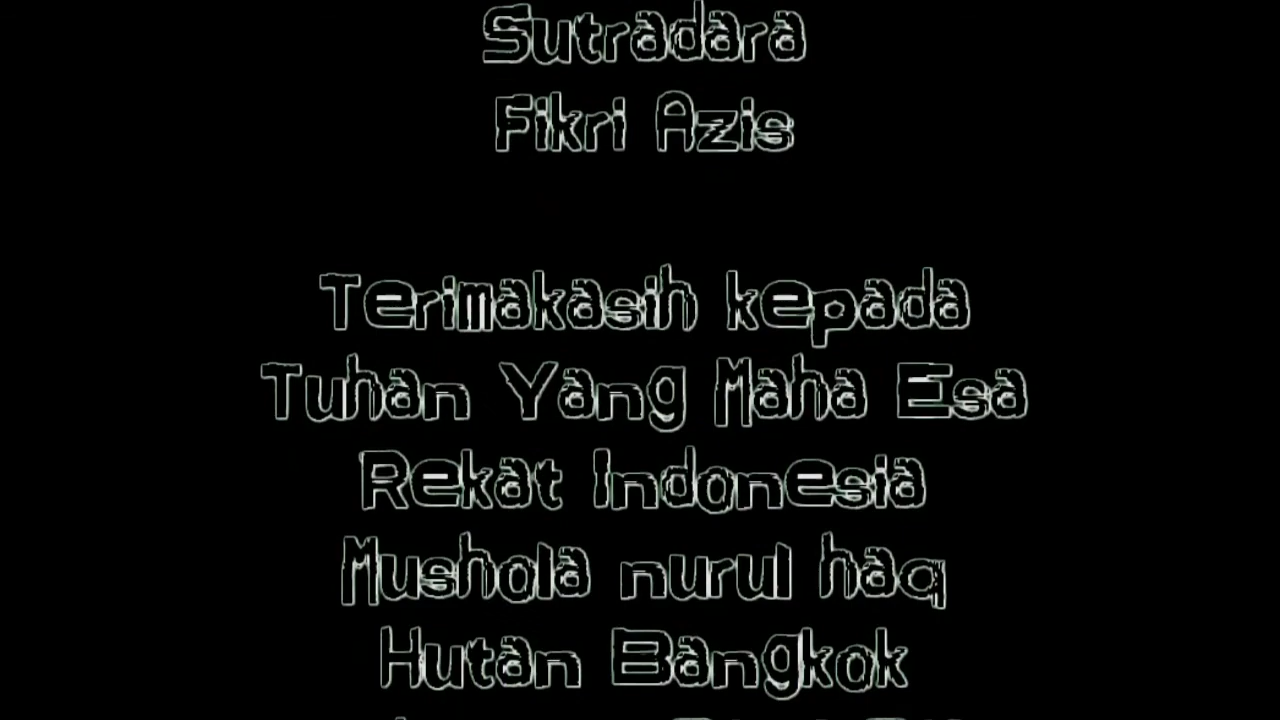 Sutradara
Fikri Azis
Terimakasih kepada
Tuhan Yang Maha Esa
Rekat Indonesia
Mushola nurul haq
Hutan Bangkok